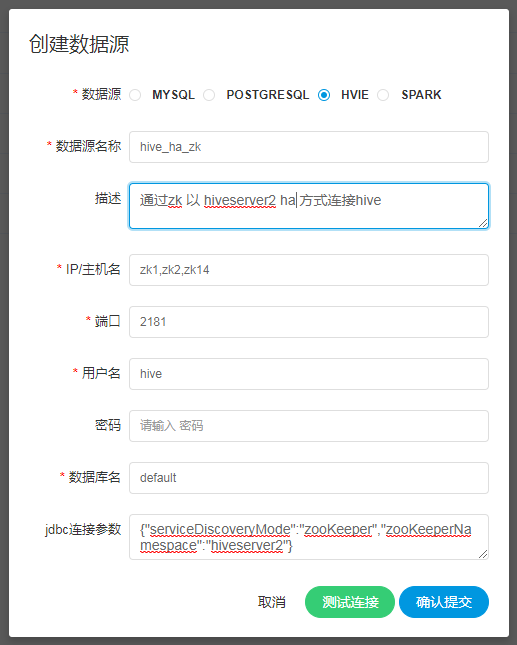 创建数据源
* 数据源 MYSQL POSTGRESQL HVIE SPARK
* 数据源名称 hive_ha_zk
描述 通过zk 以 hiveserver2 ha 方式连接hive
* IP/主机名 zk1,zk2,zk14
* 端口 2181
* 用户名 hive
密码 请输入 密码
* 数据库名 default
jdbc连接参数 {"serviceDiscoveryMode":"zooKeeper","zooKeeperNa
mespace":"hiveserver2"}
取消 测试连接 确认提交